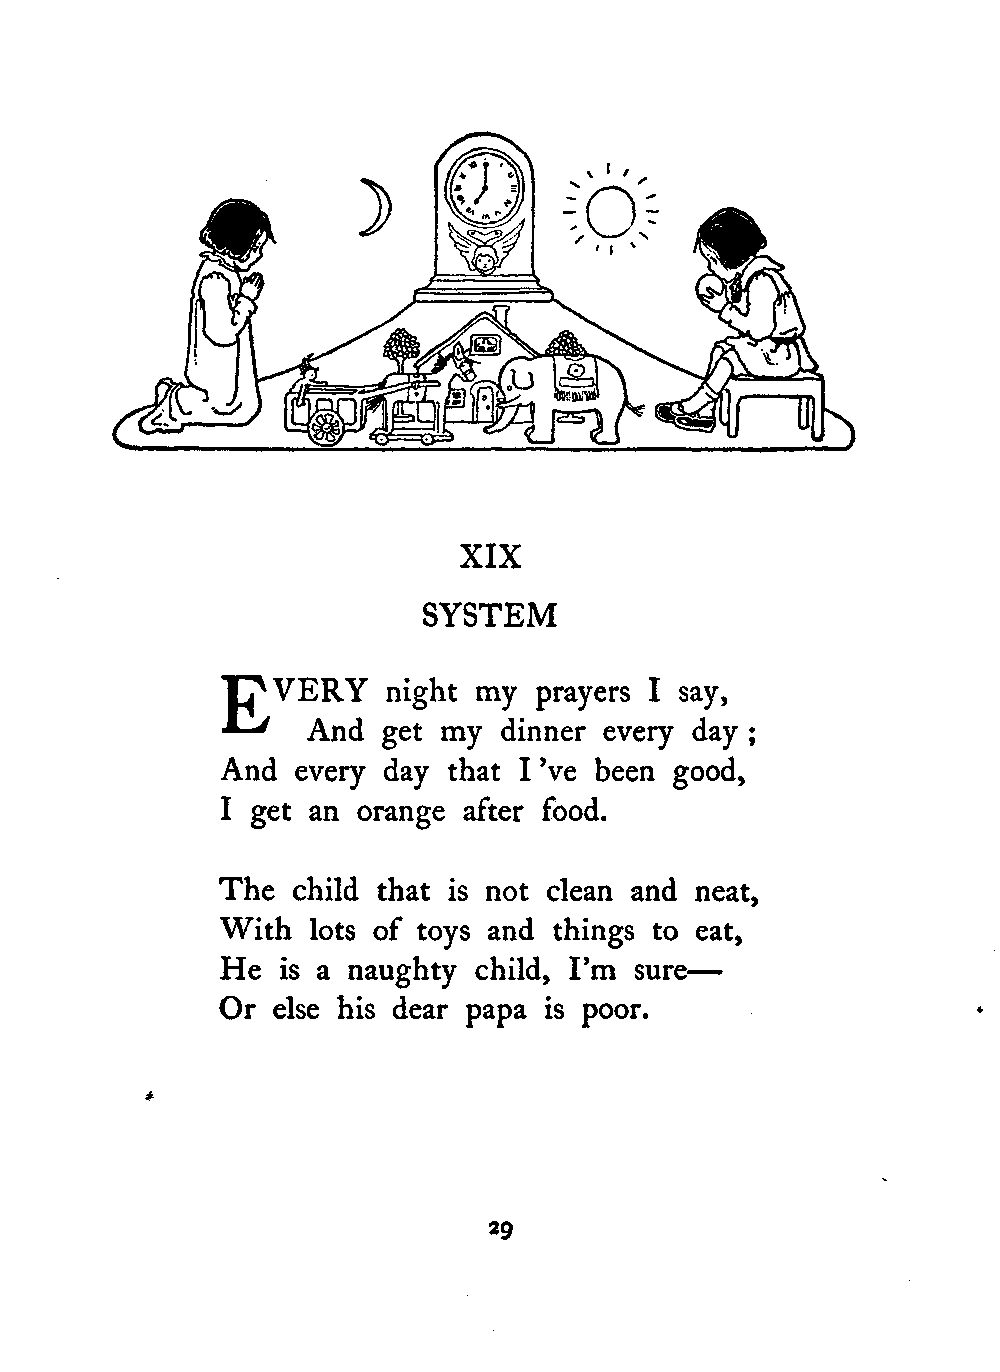 XIX
SYSTEM
EVERY night my prayers I say,
And get my dinner every day ;
And every day that I 've been good,
I get an orange after food.
The child that is not clean and neat,
With lots of toys and things to eat,
He is a naughty child, I'm sure—
Or else his dear papa is poor.
29